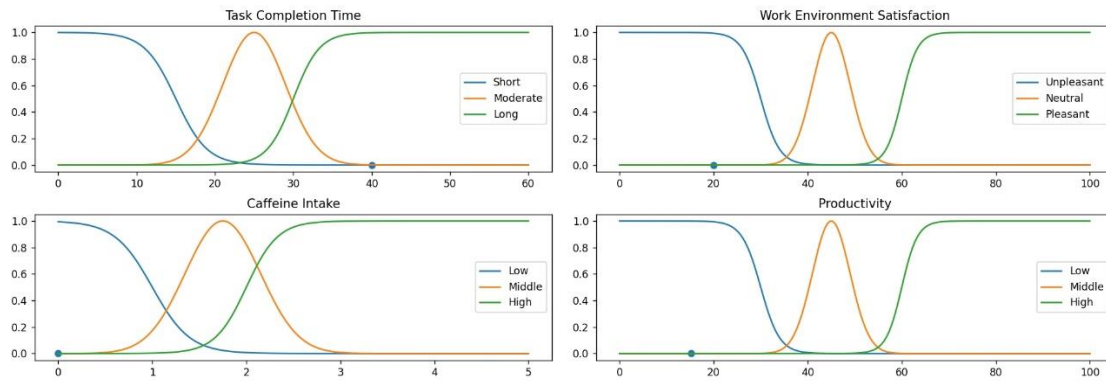 Task Completion Time
1.0
0.8
0.6
0.4
0.2
0.0
0 10 20 30 40 50 60
Short
Moderate
Long
Work Environment Satisfaction
1.0
0.8
0.6
0.4
0.2
0.0
0 20 40 60 80 100
Unpleasant
Neutral
Pleasant
Caffeine Intake
1.0
0.8
0.6
0.4
0.2
0.0
0 1 2 3 4 5
Low
Middle
High
Productivity
1.0
0.8
0.6
0.4
0.2
0.0
0 20 40 60 80 100
Low
Middle
High